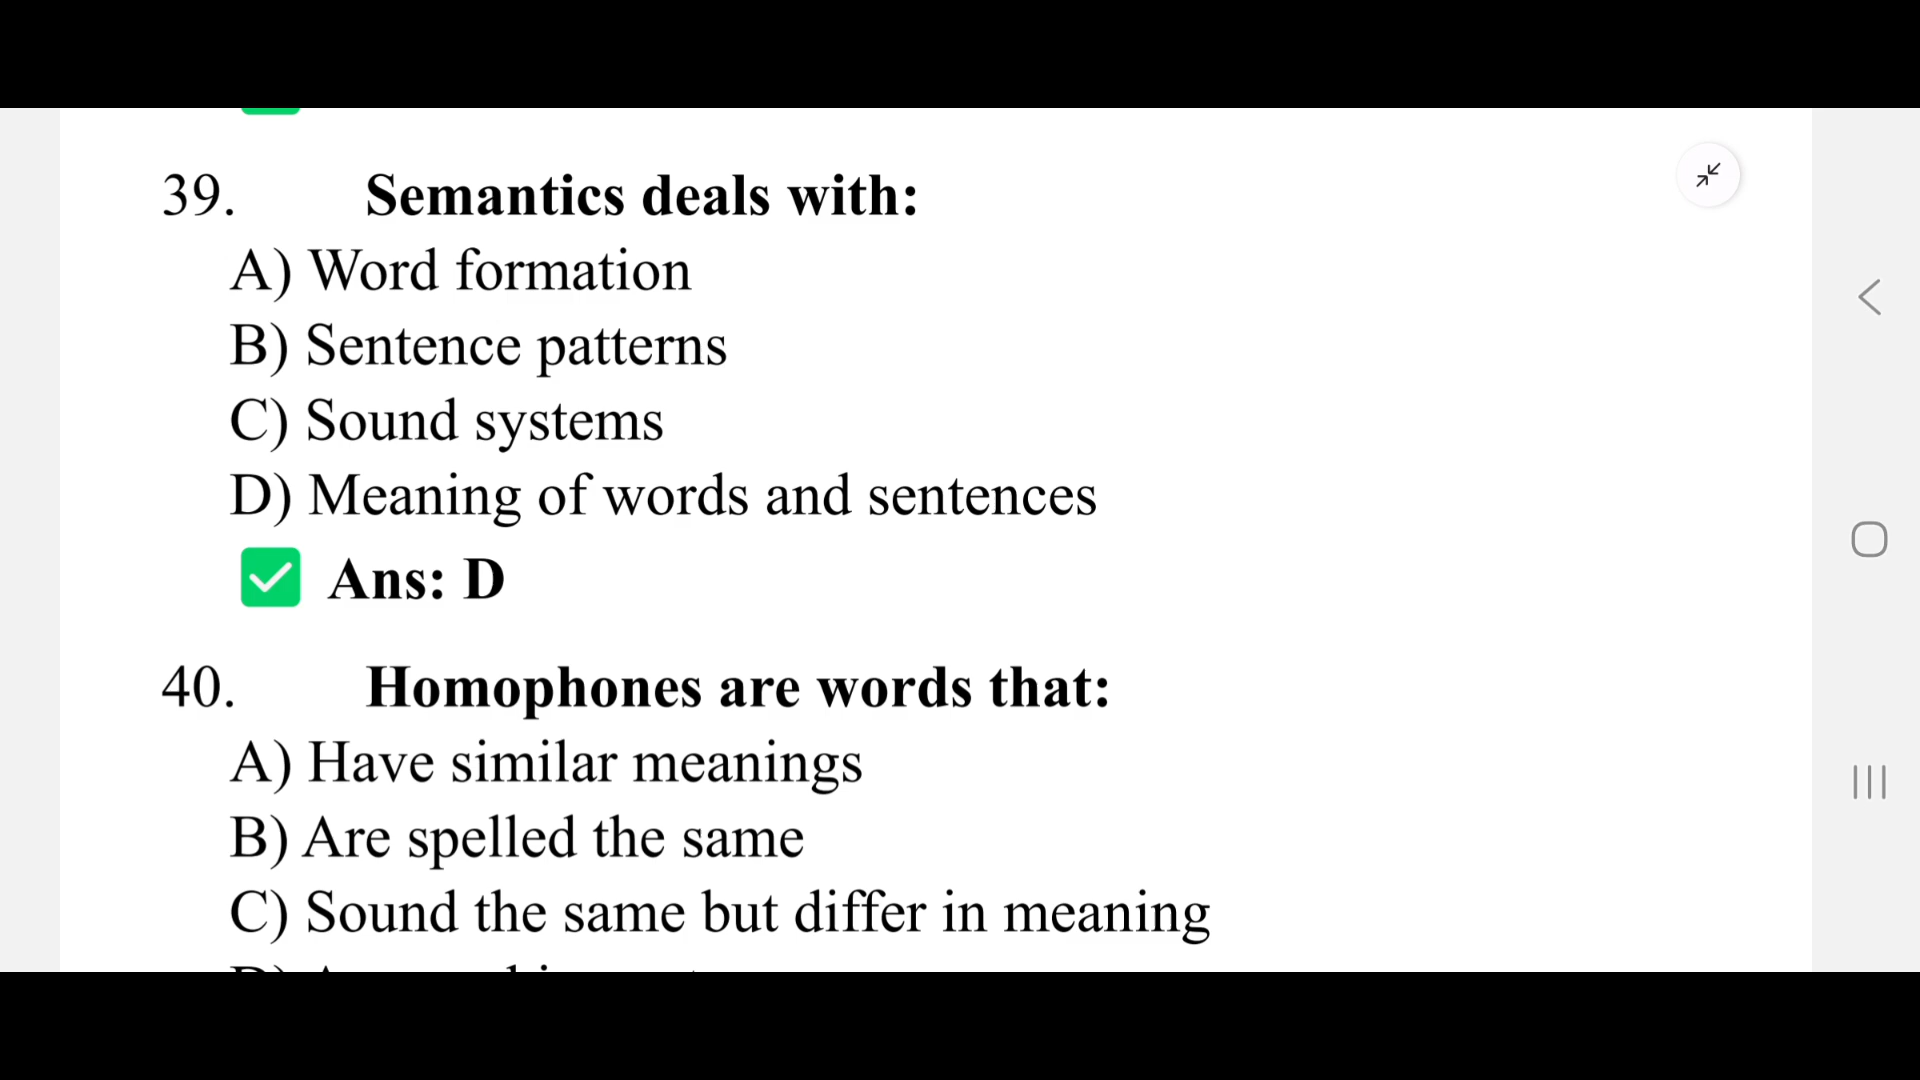 39. Semantics deals with:
A) Word formation
B) Sentence patterns
C) Sound systems
D) Meaning of words and sentences
Ans: D
40. Homophones are words that:
A) Have similar meanings
B) Are spelled the same
C) Sound the same but differ in meaning